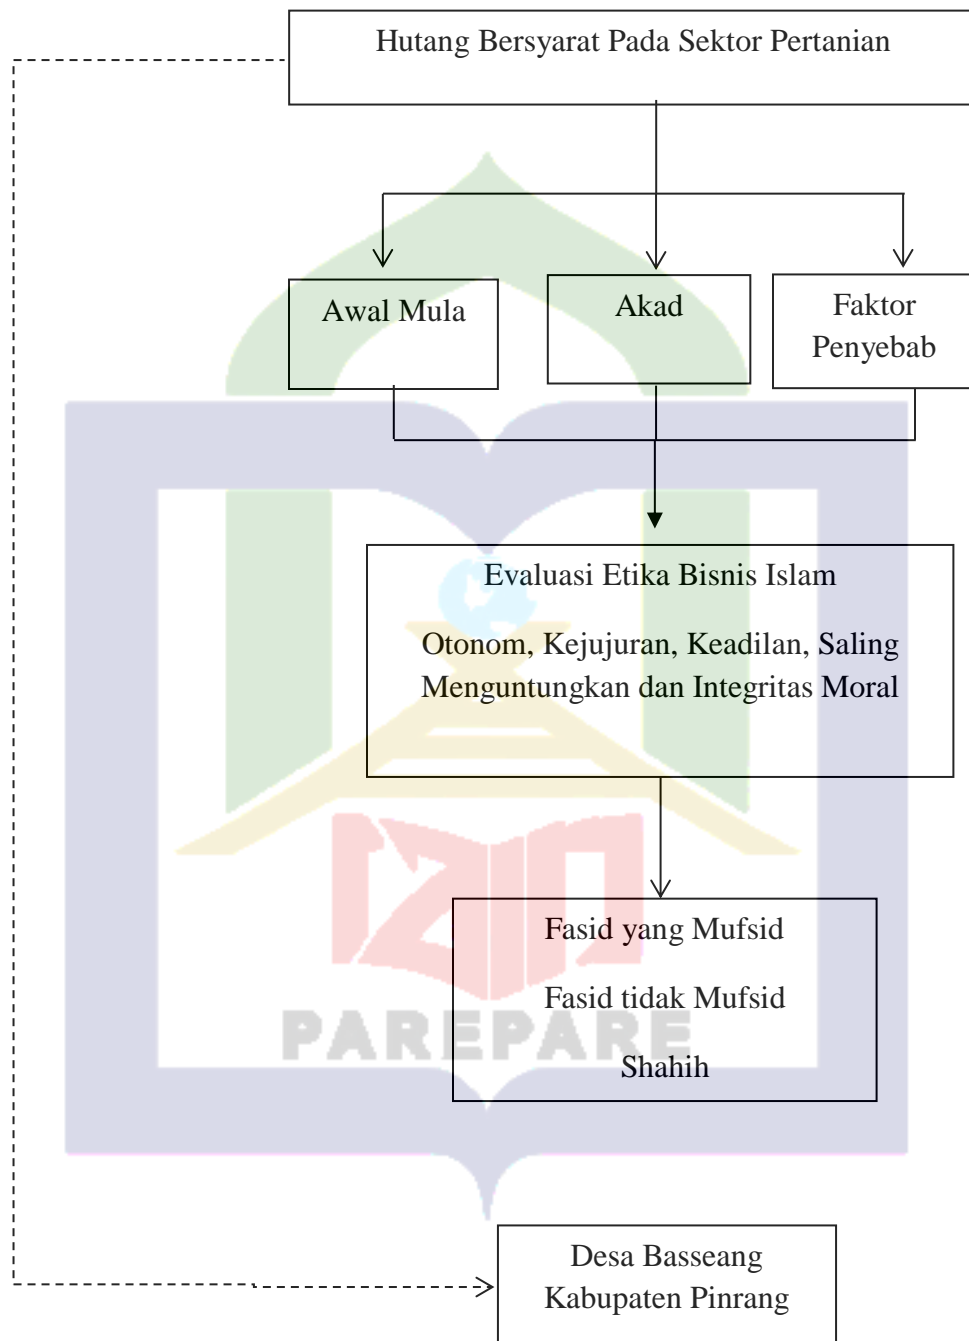 Hutang Bersyarat Pada Sektor Pertanian
Awal Mula
Akad
Faktor
Penyebab
Evaluasi Etika Bisnis Islam
Otonom, Kejujuran, Keadilan, Saling
Menguntungkan dan Integritas Moral
Fasid yang Mufsid
Fasid tidak Mufsid
PAREPARE
Shahih
Desa Basseang
Kabupaten Pinrang